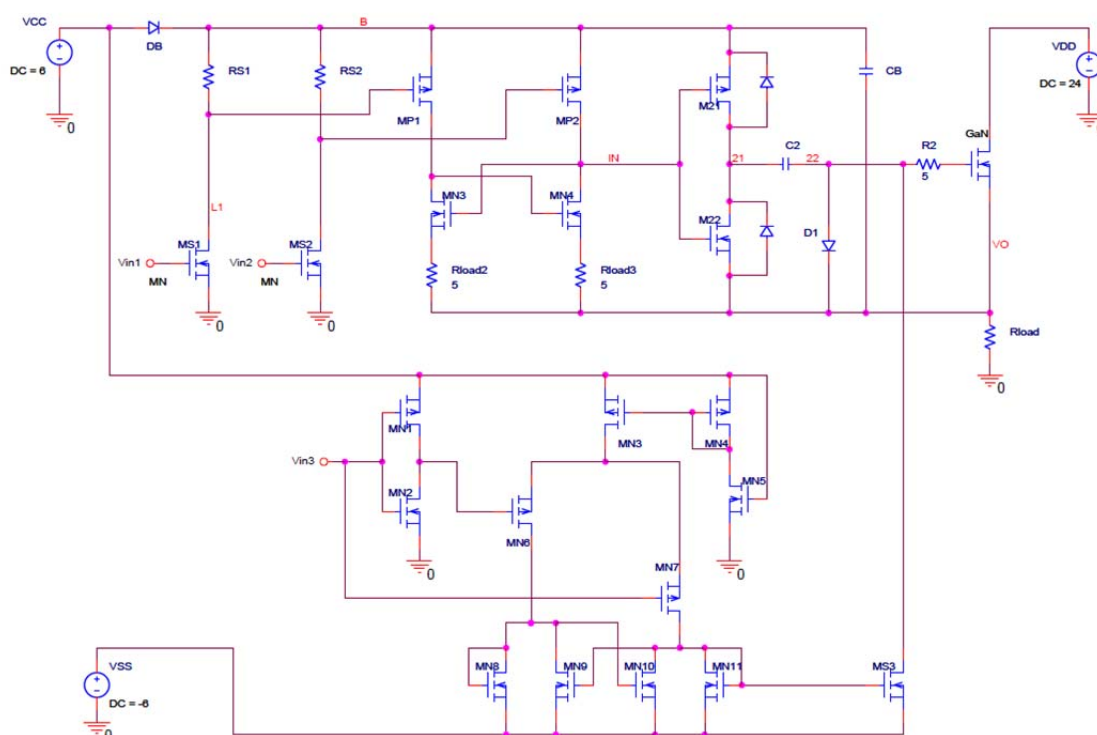 VCC
DC = 6
0
DB
B
RS1
RS2
MP1
MP2
M21
CB
VDD
DC = 24
0
GaN
IN
21
C2
22
R2
5
MN3
MN4
M22
D1
L1
MS1
Vin1
MN
0
MS2
Vin2
MN
0
Rload2
5
Rload3
5
VO
Rload
0
MN1
MN3
MN4
Vin3
MN2
0
MN6
MN5
0
MN7
VSS
DC = -6
0
MN8
MN9
MN10
MN11
MS3